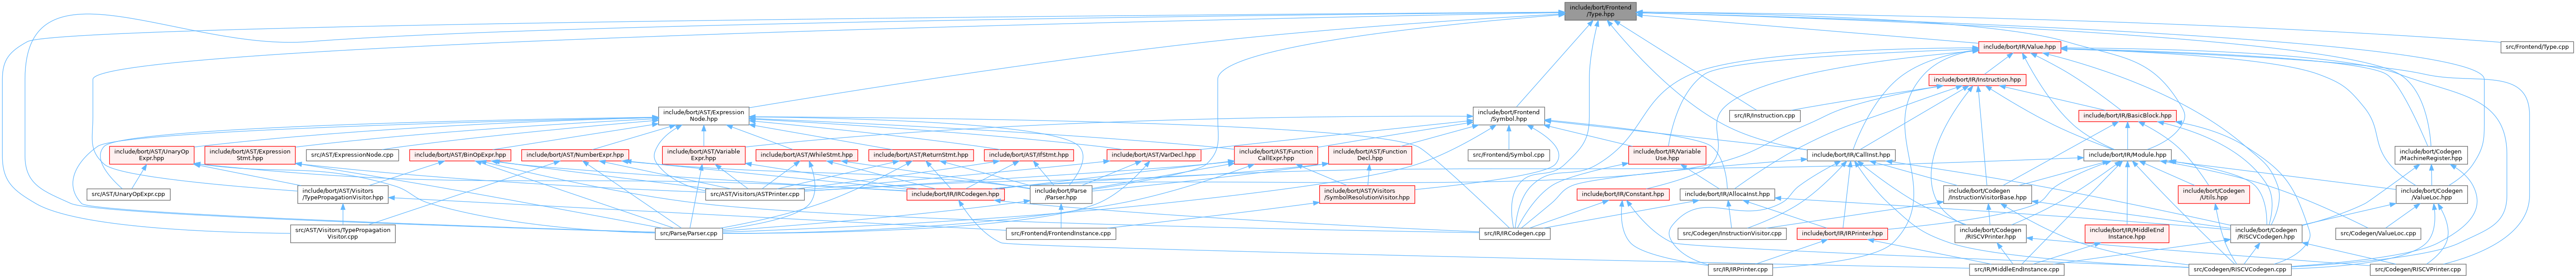 include/bort/Frontend
/Type.hpp
include/bort/IR/Value.hpp
src/Frontend/Type.cpp
include/bort/IR/Instruction.hpp
include/bort/AST/Expression
Node.hpp
include/bort/Frontend
/Symbol.hpp
src/IR/Instruction.cpp
include/bort/IR/BasicBlock.hpp
include/bort/AST/UnaryOp
Expr.hpp
include/bort/AST/Expression
Stmt.hpp
src/AST/ExpressionNode.cpp
include/bort/AST/BinOpExpr.hpp
include/bort/AST/NumberExpr.hpp
include/bort/AST/Variable
Expr.hpp
include/bort/AST/WhileStmt.hpp
include/bort/AST/ReturnStmt.hpp
include/bort/AST/IfStmt.hpp
include/bort/AST/VarDecl.hpp
include/bort/AST/Function
CallExpr.hpp
include/bort/AST/Function
Decl.hpp
src/Frontend/Symbol.cpp
include/bort/IR/Variable
Use.hpp
include/bort/IR/CallInst.hpp
include/bort/IR/Module.hpp
include/bort/Codegen
/MachineRegister.hpp
src/AST/UnaryOpExpr.cpp
include/bort/AST/Visitors
/TypePropagationVisitor.hpp
src/AST/Visitors/ASTPrinter.cpp
include/bort/IR/IRCodegen.hpp
include/bort/Parse
/Parser.hpp
include/bort/AST/Visitors
/SymbolResolutionVisitor.hpp
include/bort/IR/Constant.hpp
include/bort/IR/AllocaInst.hpp
include/bort/Codegen
/InstructionVisitorBase.hpp
include/bort/Codegen
/Utils.hpp
include/bort/Codegen
/ValueLoc.hpp
src/AST/Visitors/TypePropagation
Visitor.cpp
src/Parse/Parser.cpp
src/Frontend/FrontendInstance.cpp
src/IR/IRCodegen.cpp
src/Codegen/InstructionVisitor.cpp
include/bort/IR/IRPrinter.hpp
include/bort/Codegen
/RISCVPrinter.hpp
include/bort/IR/MiddleEnd
Instance.hpp
include/bort/Codegen
/RISCVCodegen.hpp
src/Codegen/ValueLoc.cpp
src/IR/IRPrinter.cpp
src/IR/MiddleEndInstance.cpp
src/Codegen/RISCVCodegen.cpp
src/Codegen/RISCVPrinter.cpp